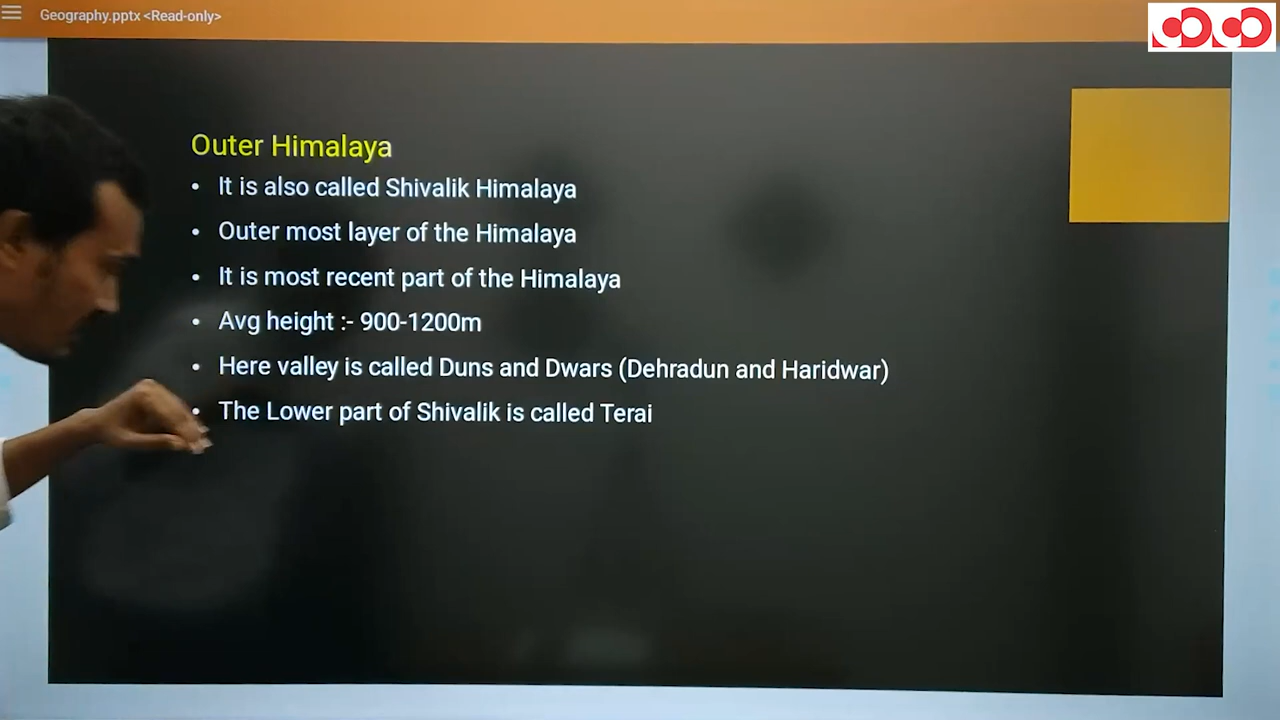 Geography.pptx <Read-only>
Outer Himalaya
• It is also called Shivalik Himalaya
• Outer most layer of the Himalaya
• It is most recent part of the Himalaya
• Avg height :- 900-1200m
• Here valley is called Duns and Dwars (Dehradun and Haridwar)
• The Lower part of Shivalik is called Terai